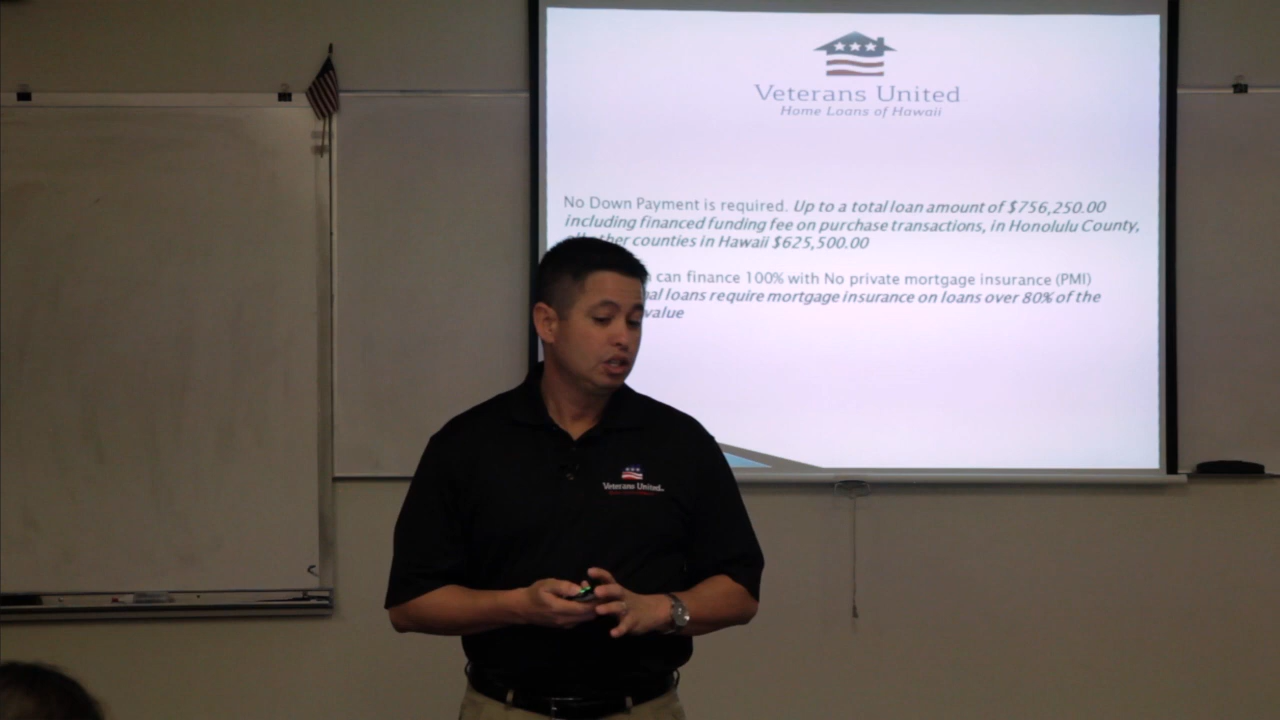 Veterans United
Home Loans of Hawaii
No Down Payment is required. Up to a total loan amount of $756,250.00
including financed funding fee on purchase transactions, in Honolulu County,
counties in Hawaii $625,500.00
can finance 100% with No private mortgage insurance (PMI)
loans require mortgage insurance on loans over 80% of the
value
Veterans United